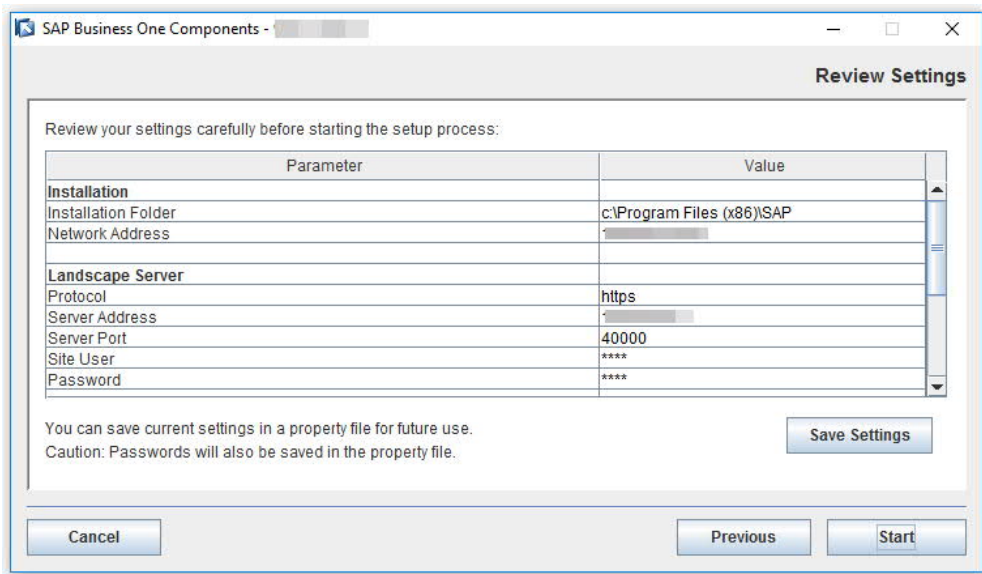 SAP Business One Components -
Review Settings
Review your settings carefully before starting the setup process:
Parameter Value
Installation
Installation Folder c:\Program Files (x86)\SAP
Network Address
Landscape Server
Protocol https
Server Address
Server Port 40000
Site User ****
Password ****
You can save current settings in a property file for future use.
Caution: Passwords will also be saved in the property file.
Save Settings
Cancel Previous Start